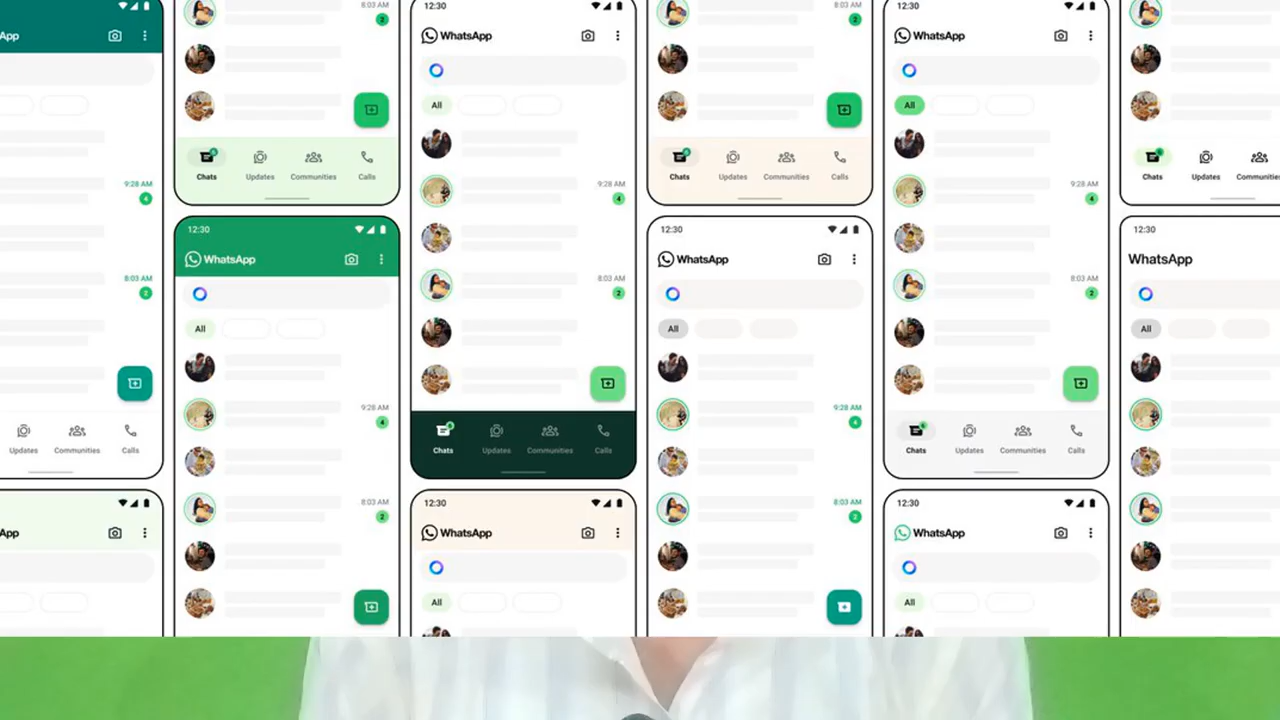 App
9:28 AM
4
8:03 AM
2
Updates Communities Calls
App
8:03 AM
2
Chats Updates Communities Calls
12:30
WhatsApp
All
9:28 AM
4
8:03 AM
2
12:30
WhatsApp
All
9:28 AM
4
8:03 AM
2
Chats Updates Communities Calls
12:30
WhatsApp
All
8:03 AM
2
Chats Updates Communities Calls
12:30
WhatsApp
All
9:28 AM
4
8:03 AM
2
12:30
WhatsApp
All
9:28 AM
4
8:03 AM
2
Chats Updates Communities Calls
12:30
WhatsApp
All
Chats Updates
12:30
WhatsApp
All